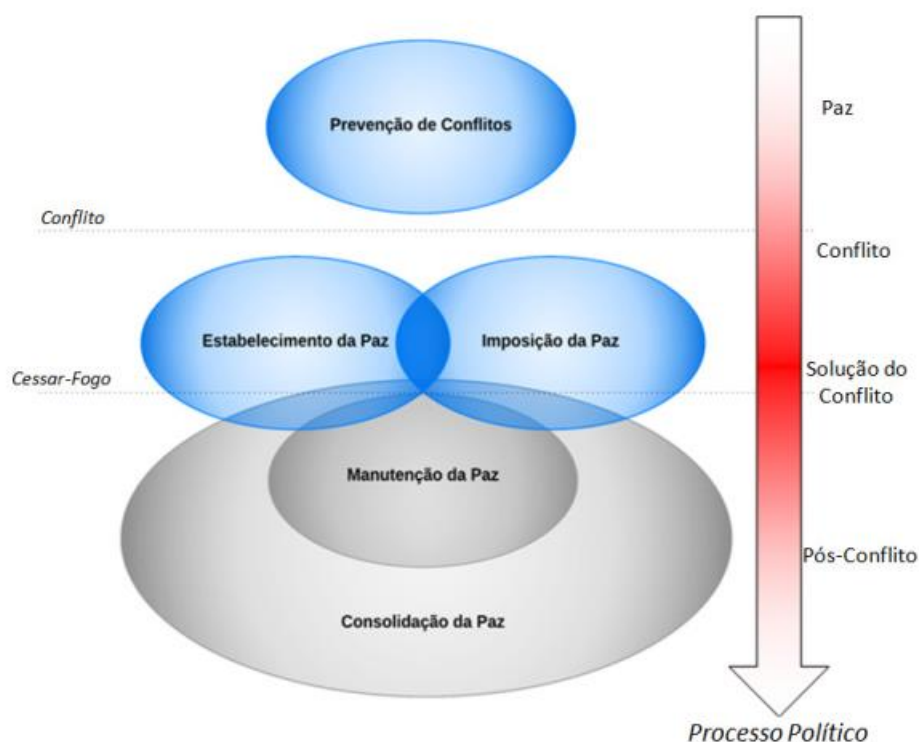 Paz
Prevenção de Conflitos
Conflito
Conflito
Estabelecimento da Paz
Imposição da Paz
Cessar-Fogo
Solução do
Conflito
Manutenção da Paz
Pós-Conflito
Consolidação da Paz
Processo Político